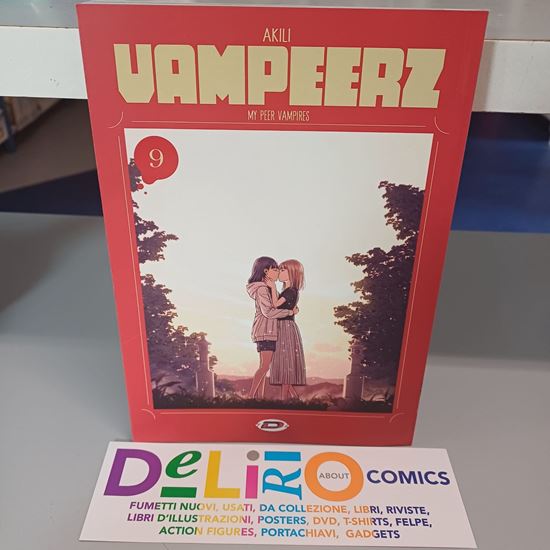 AKILI
VAMPEERZ
MY PEER VAMPIRES
9
D
DeLiRIO ABOUT COMICS
FUMETTI NUOVI, USATI, DA COLLEZIONE, LIBRI, RIVISTE,
LIBRI D'ILLUSTRAZIONI, POSTERS, DVD, T-SHIRTS, FELPE,
ACTION FIGURES, PORTACHIAVI, GADGETS